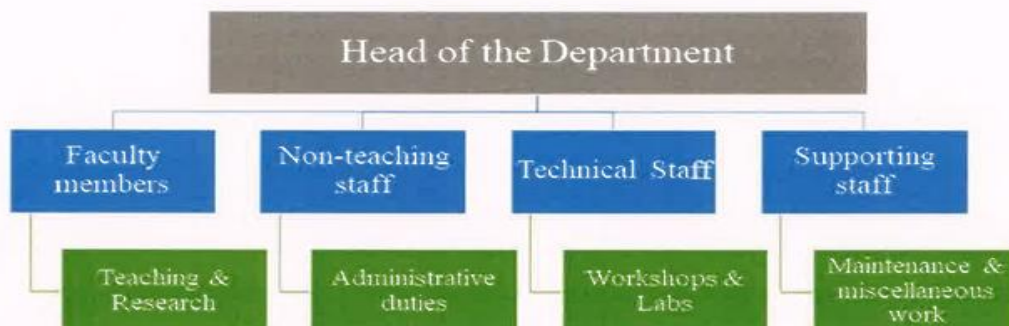 Head of the Department
Faculty
members
Non-teaching
staff
Technical Staff
Supporting
staff
Teaching &
Research
Administrative
duties
Workshops &
Labs
Maintenance &
miscellaneous
work